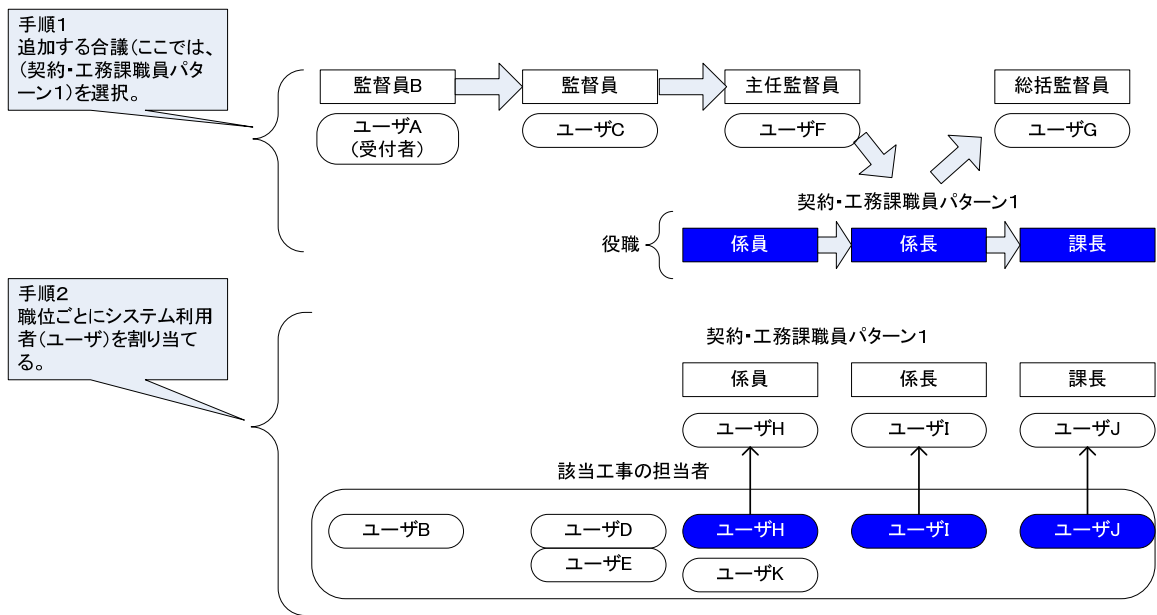 手順1
追加する合議(ここでは、
(契約・工務課職員パタ
ーン1)を選択。
監督員B
監督員
主任監督員
総括監督員
ユーザA
(受付者)
ユーザC
ユーザF
ユーザG
契約・工務課職員パターン1
役職
係員
係長
課長
手順2
職位ごとにシステム利用
者(ユーザ)を割り当て
る。
契約・工務課職員パターン1
係員
係長
課長
ユーザH
ユーザI
ユーザJ
該当工事の担当者
ユーザB
ユーザD
ユーザH
ユーザI
ユーザJ
ユーザE
ユーザK